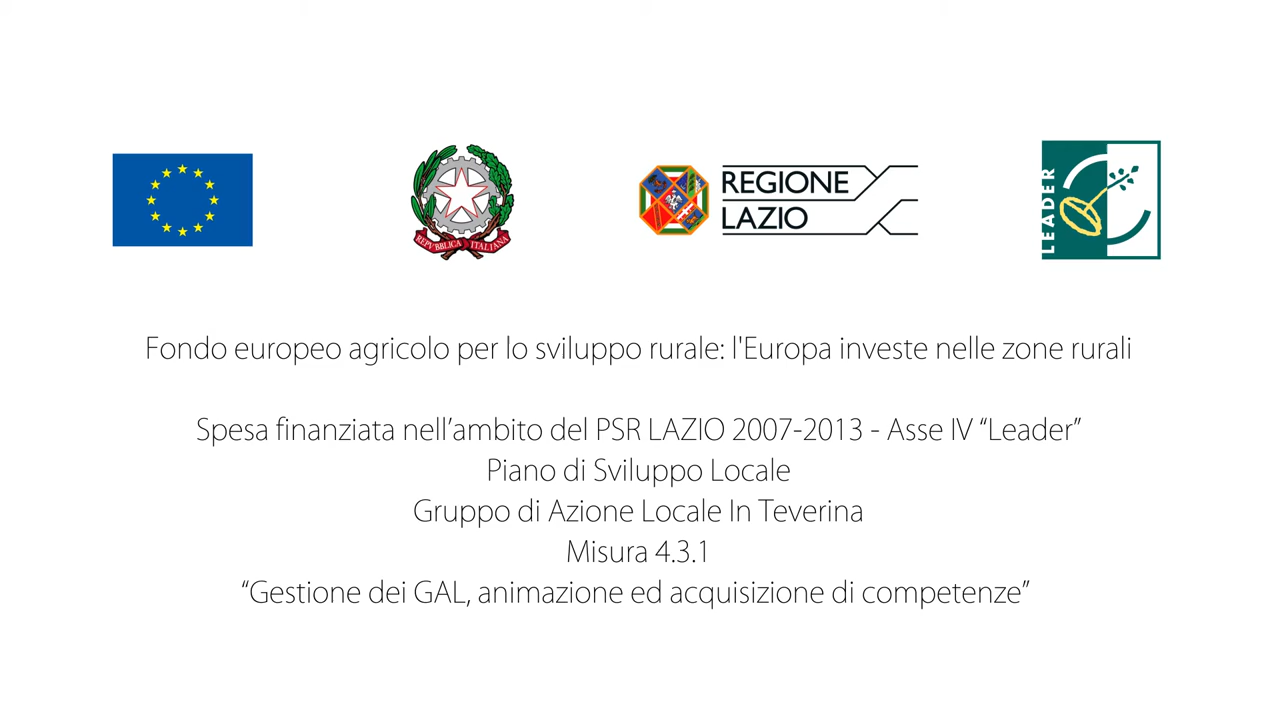 REPVBBLICA ITALIANA
REGIONE
LAZIO
LEADER
Fondo europeo agricolo per lo sviluppo rurale: l'Europa investe nelle zone rurali
Spesa finanziata nell’ambito del PSR LAZIO 2007-2013 - Asse IV “Leader”
Piano di Sviluppo Locale
Gruppo di Azione Locale In Teverina
Misura 4.3.1
“Gestione dei GAL, animazione ed acquisizione di competenze”